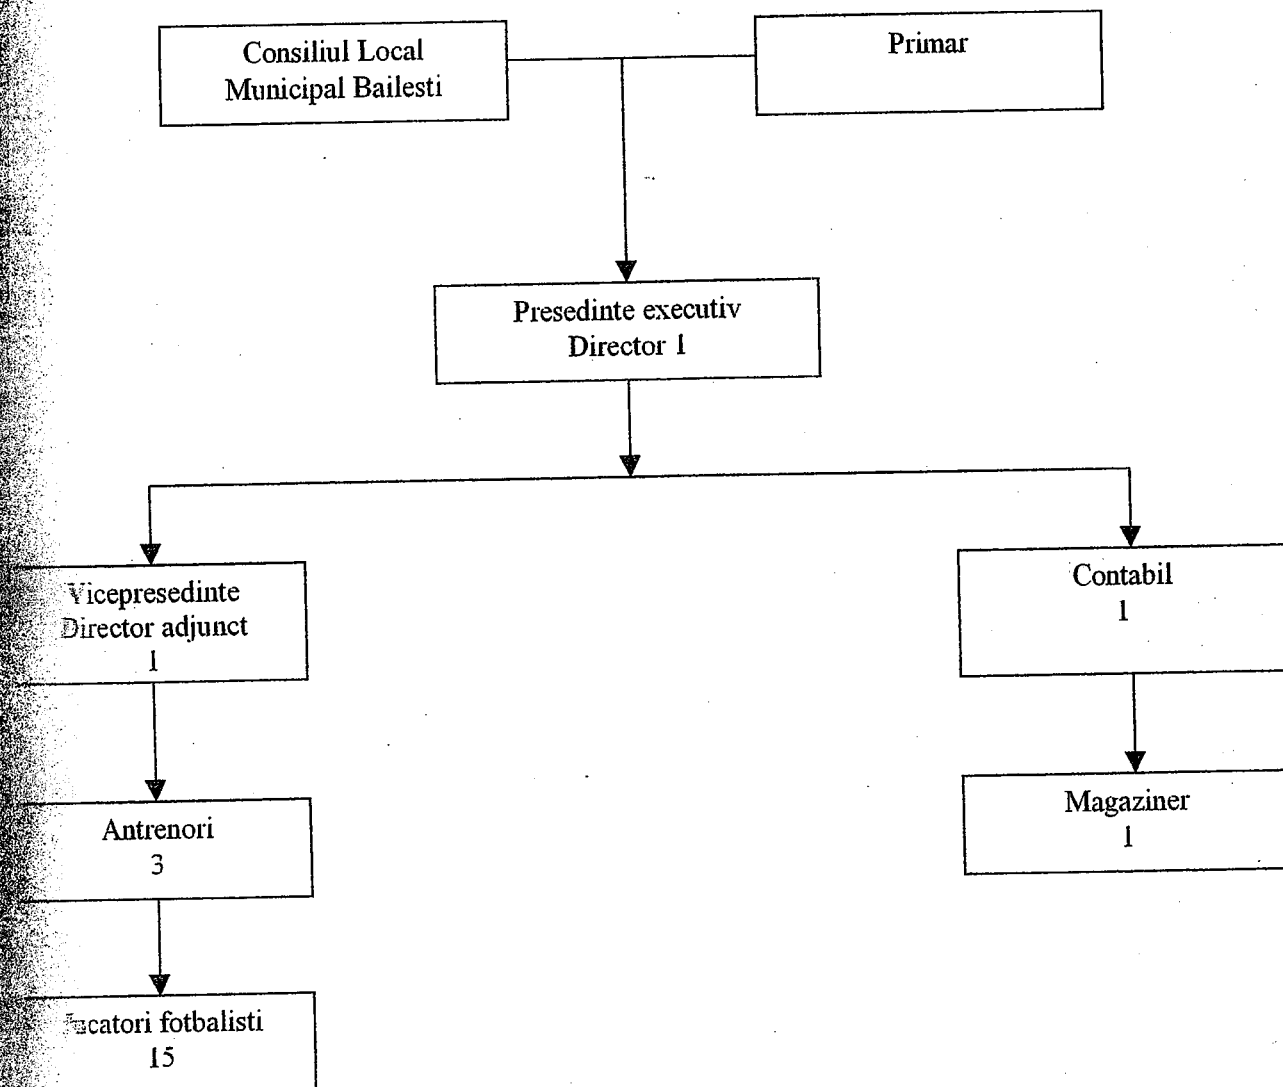 Consiliul Local
Municipal Bailesti
Primar
Presedinte executiv
Director 1
Vicepresedinte
Director adjunct
1
Contabil
1
Antrenori
3
Magaziner
1
Jucatori fotbalisti
15